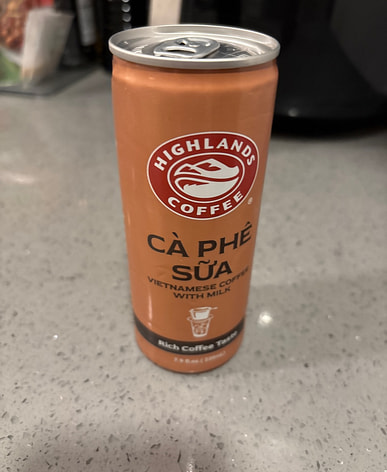 HIGHLANDS
COFFEE
®
CÀ PHÊ
SỮA
VIETNAMESE COFFEE
WITH MILK
Rich Coffee Taste